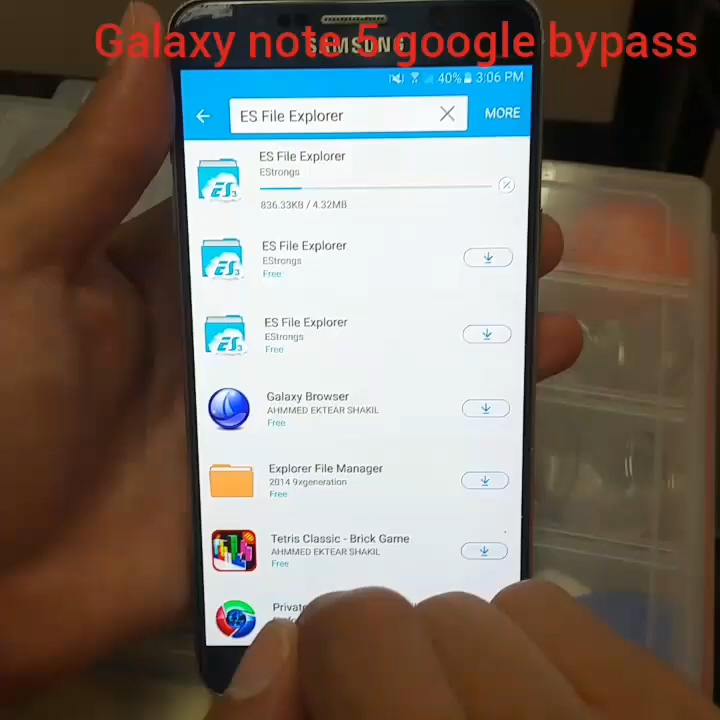 Galaxy note 5 google bypass
SAMSUNG
40% 3:06 PM
ES File Explorer
MORE
ES File Explorer
EStrongs
836.33KB / 4.32MB
ES File Explorer
EStrongs
Free
ES File Explorer
EStrongs
Free
Galaxy Browser
AHMMED EKTEAR SHAKIL
Free
Explorer File Manager
2014 9xgeneration
Free
Tetris Classic - Brick Game
AHMMED EKTEAR SHAKIL
Free